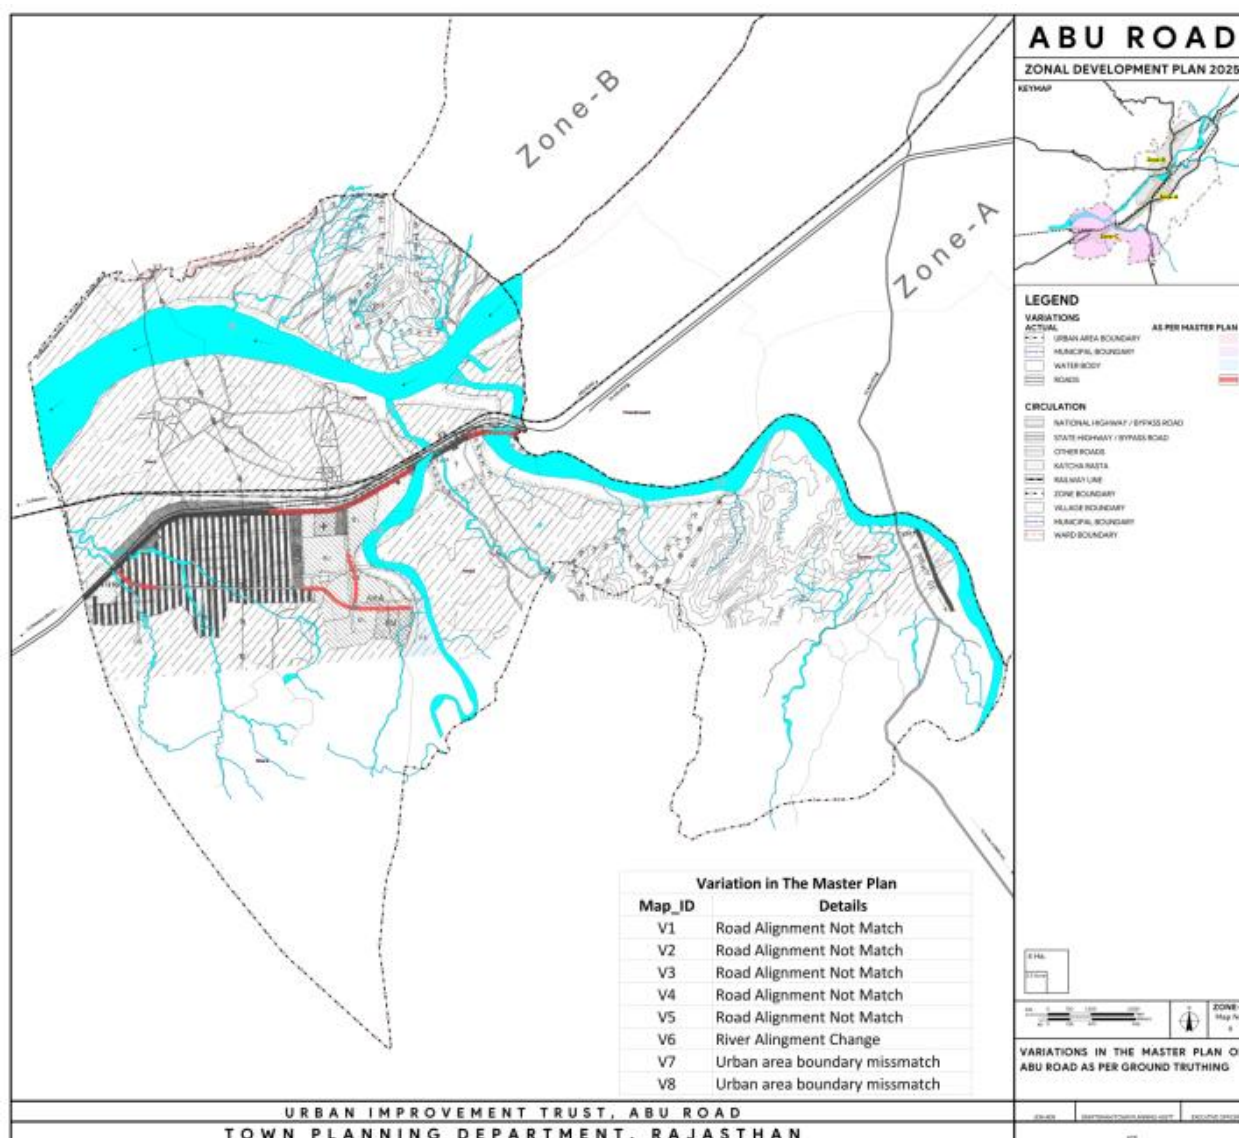 ABU ROAD
ZONAL DEVELOPMENT PLAN 2025
KEYMAP
Zone-B
Zone-A
LEGEND
VARIATIONS
ACTUAL AS PER MASTER PLAN
URBAN AREA BOUNDARY
MUNICIPAL BOUNDARY
WATER BODY
ROADS
CIRCULATION
NATIONAL HIGHWAY / BYPASS ROAD
STATE HIGHWAY / BYPASS ROAD
OTHER ROADS
KATCHA RASTA
RAILWAY LINE
ZONE BOUNDARY
VILLAGE BOUNDARY
MUNICIPAL BOUNDARY
WARD BOUNDARY
Variation in The Master Plan
Map_ID Details
V1 Road Alignment Not Match
V2 Road Alignment Not Match
V3 Road Alignment Not Match
V4 Road Alignment Not Match
V5 Road Alignment Not Match
V6 River Alingment Change
V7 Urban area boundary missmatch
V8 Urban area boundary missmatch
ZONE-
VARIATIONS IN THE MASTER PLAN O
ABU ROAD AS PER GROUND TRUTHING
URBAN IMPROVEMENT TRUST, ABU ROAD
TOWN PLANNING DEPARTMENT, RAJASTHAN